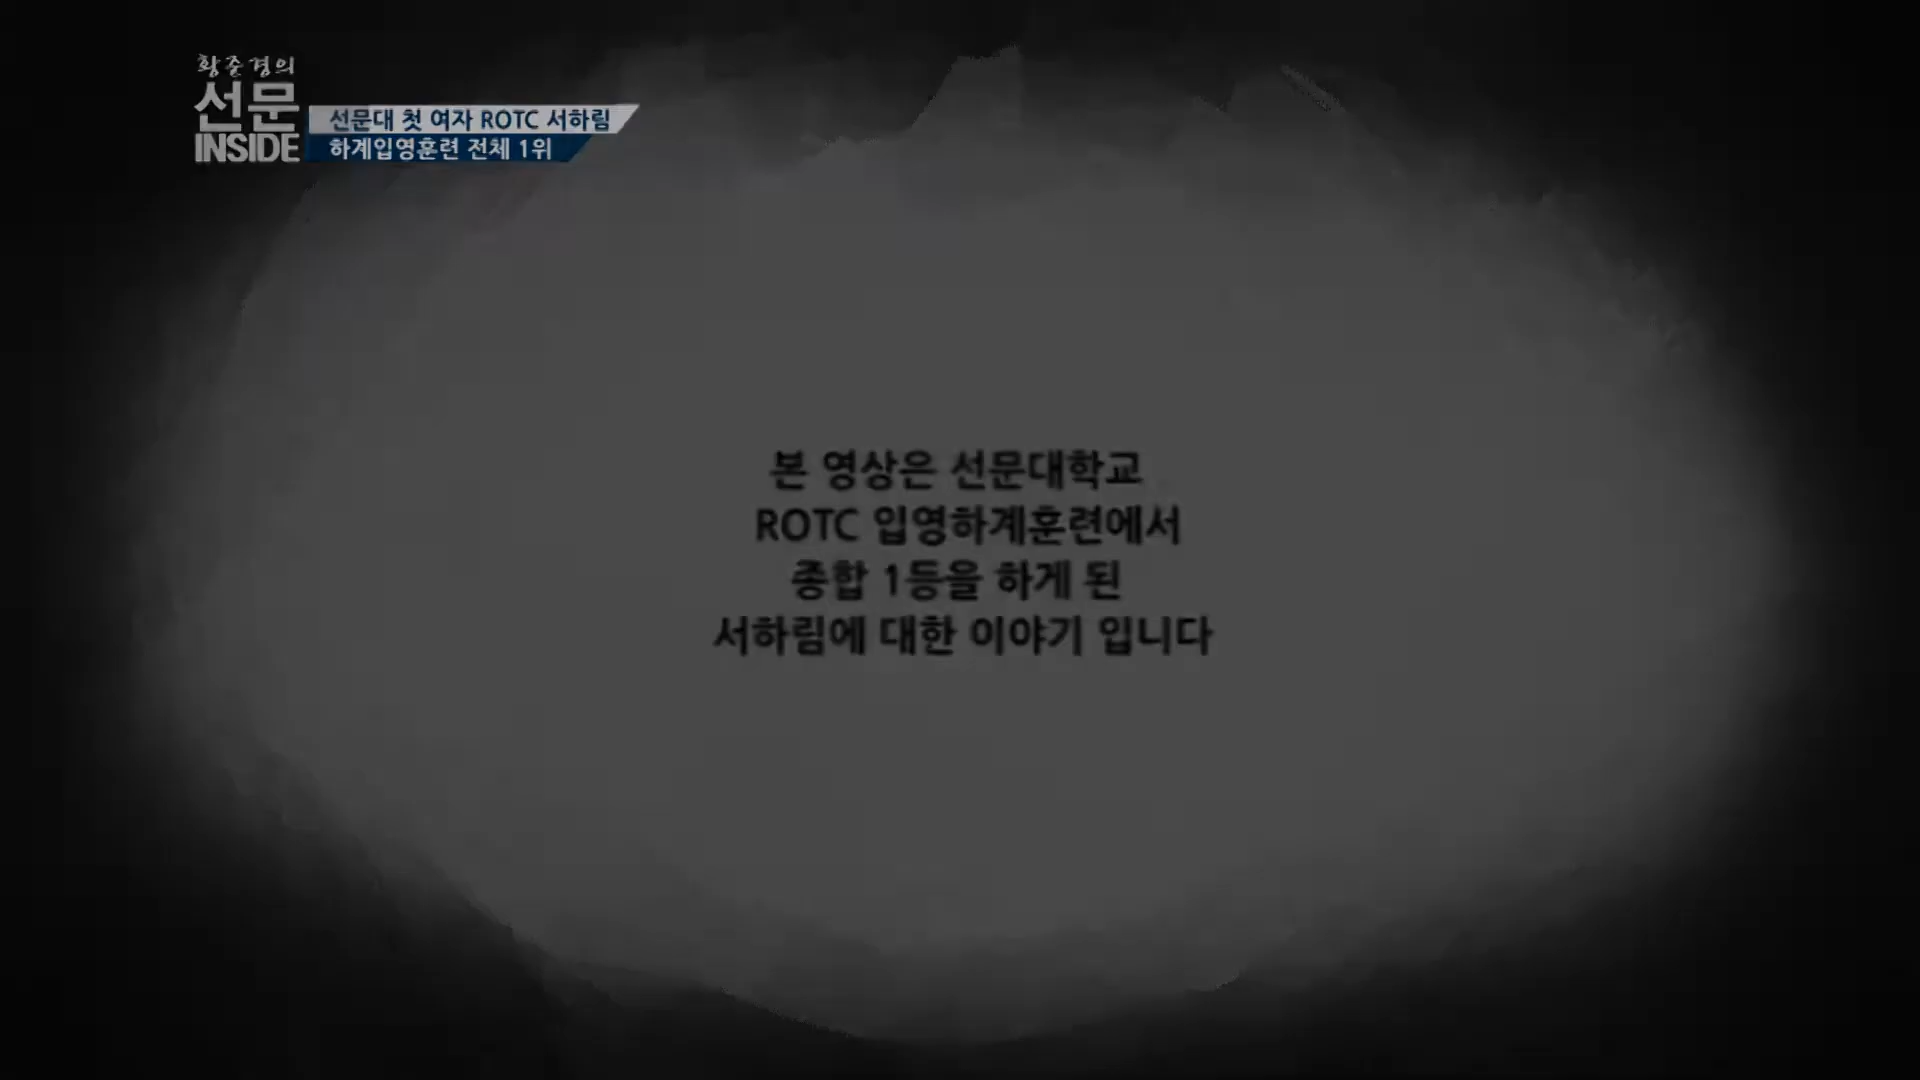 황준경의
선문
INSIDE
선문대 첫 여자 ROTC 서하림
하계입영훈련 전체 1위
본 영상은 선문대학교
ROTC 입영하계훈련에서
종합 1등을 하게 된
서하림에 대한 이야기 입니다